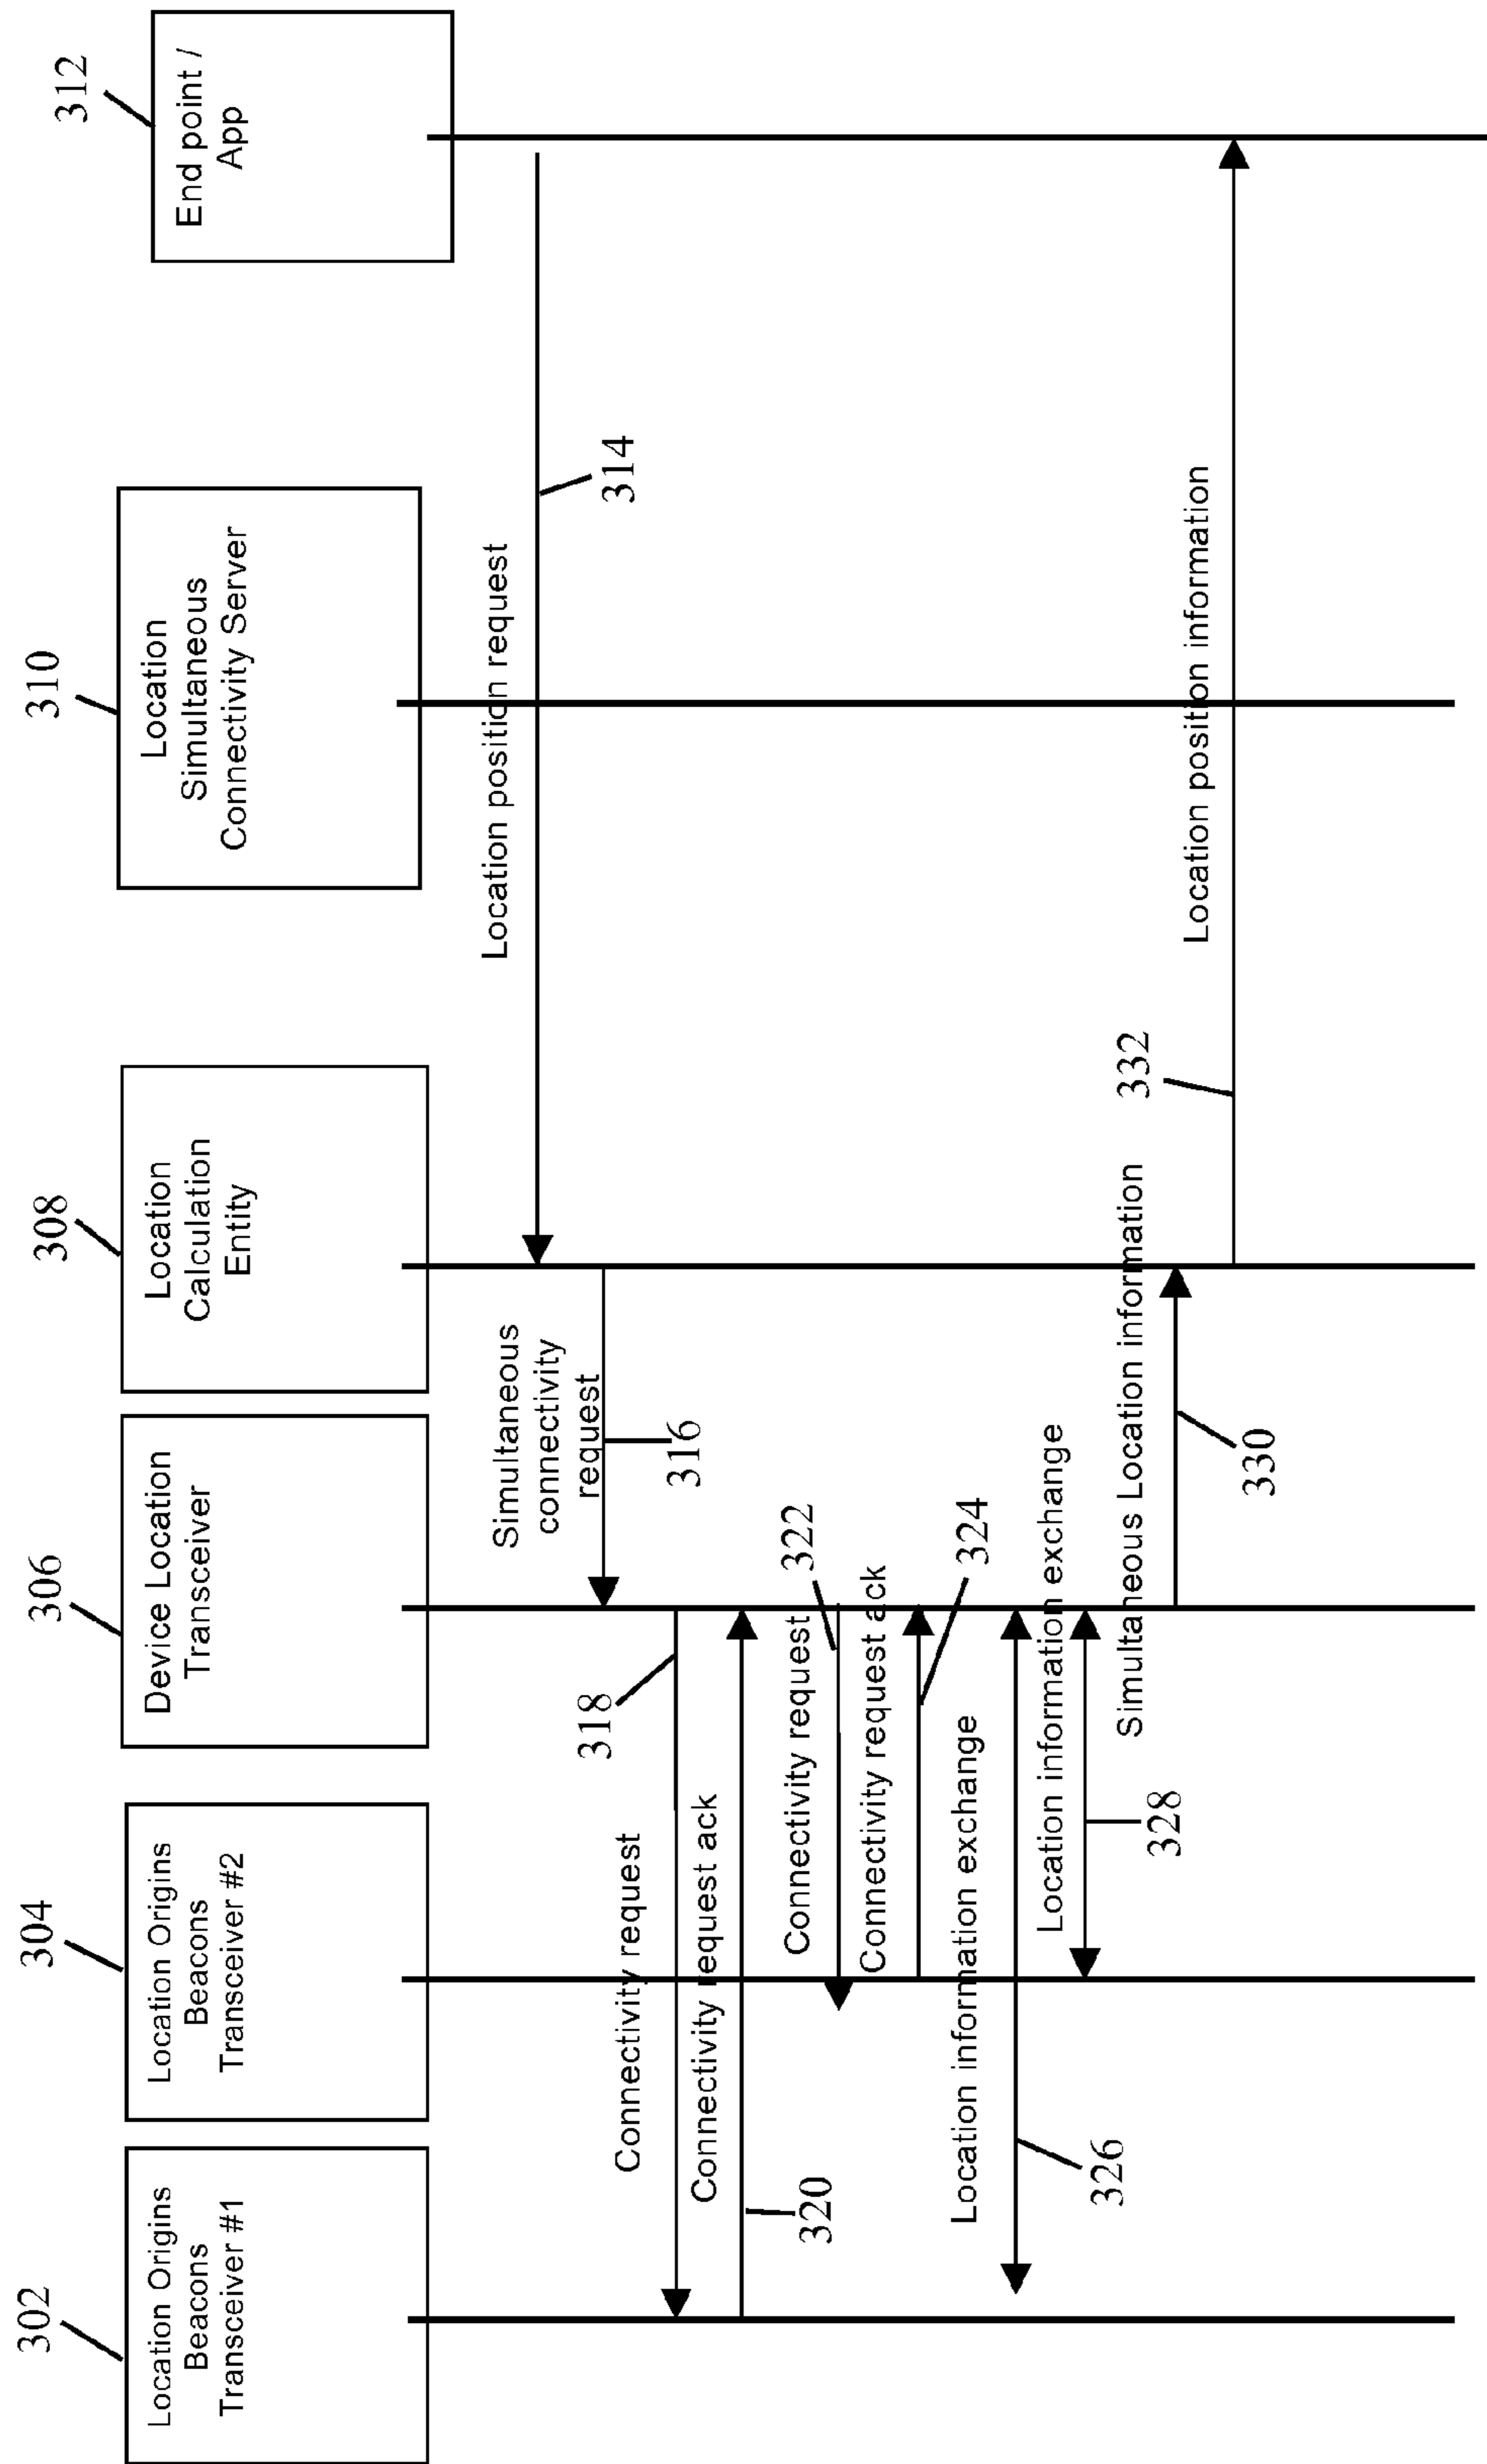 302
304
306
308
310
312
Location Origins
Beacons
Transceiver #1
Location Origins
Beacons
Transceiver #2
Device Location
Transceiver
Location
Calculation
Entity
Location
Simultaneous
Connectivity Server
End point /
App
Location position request
314
Simultaneous
connectivity
request
316
318
Connectivity request
Connectivity request ack
320
322
Connectivity request
Connectivity request ack
324
Location information exchange
326
Location information exchange
328
Simultaneous Location information
330
332
Location position information